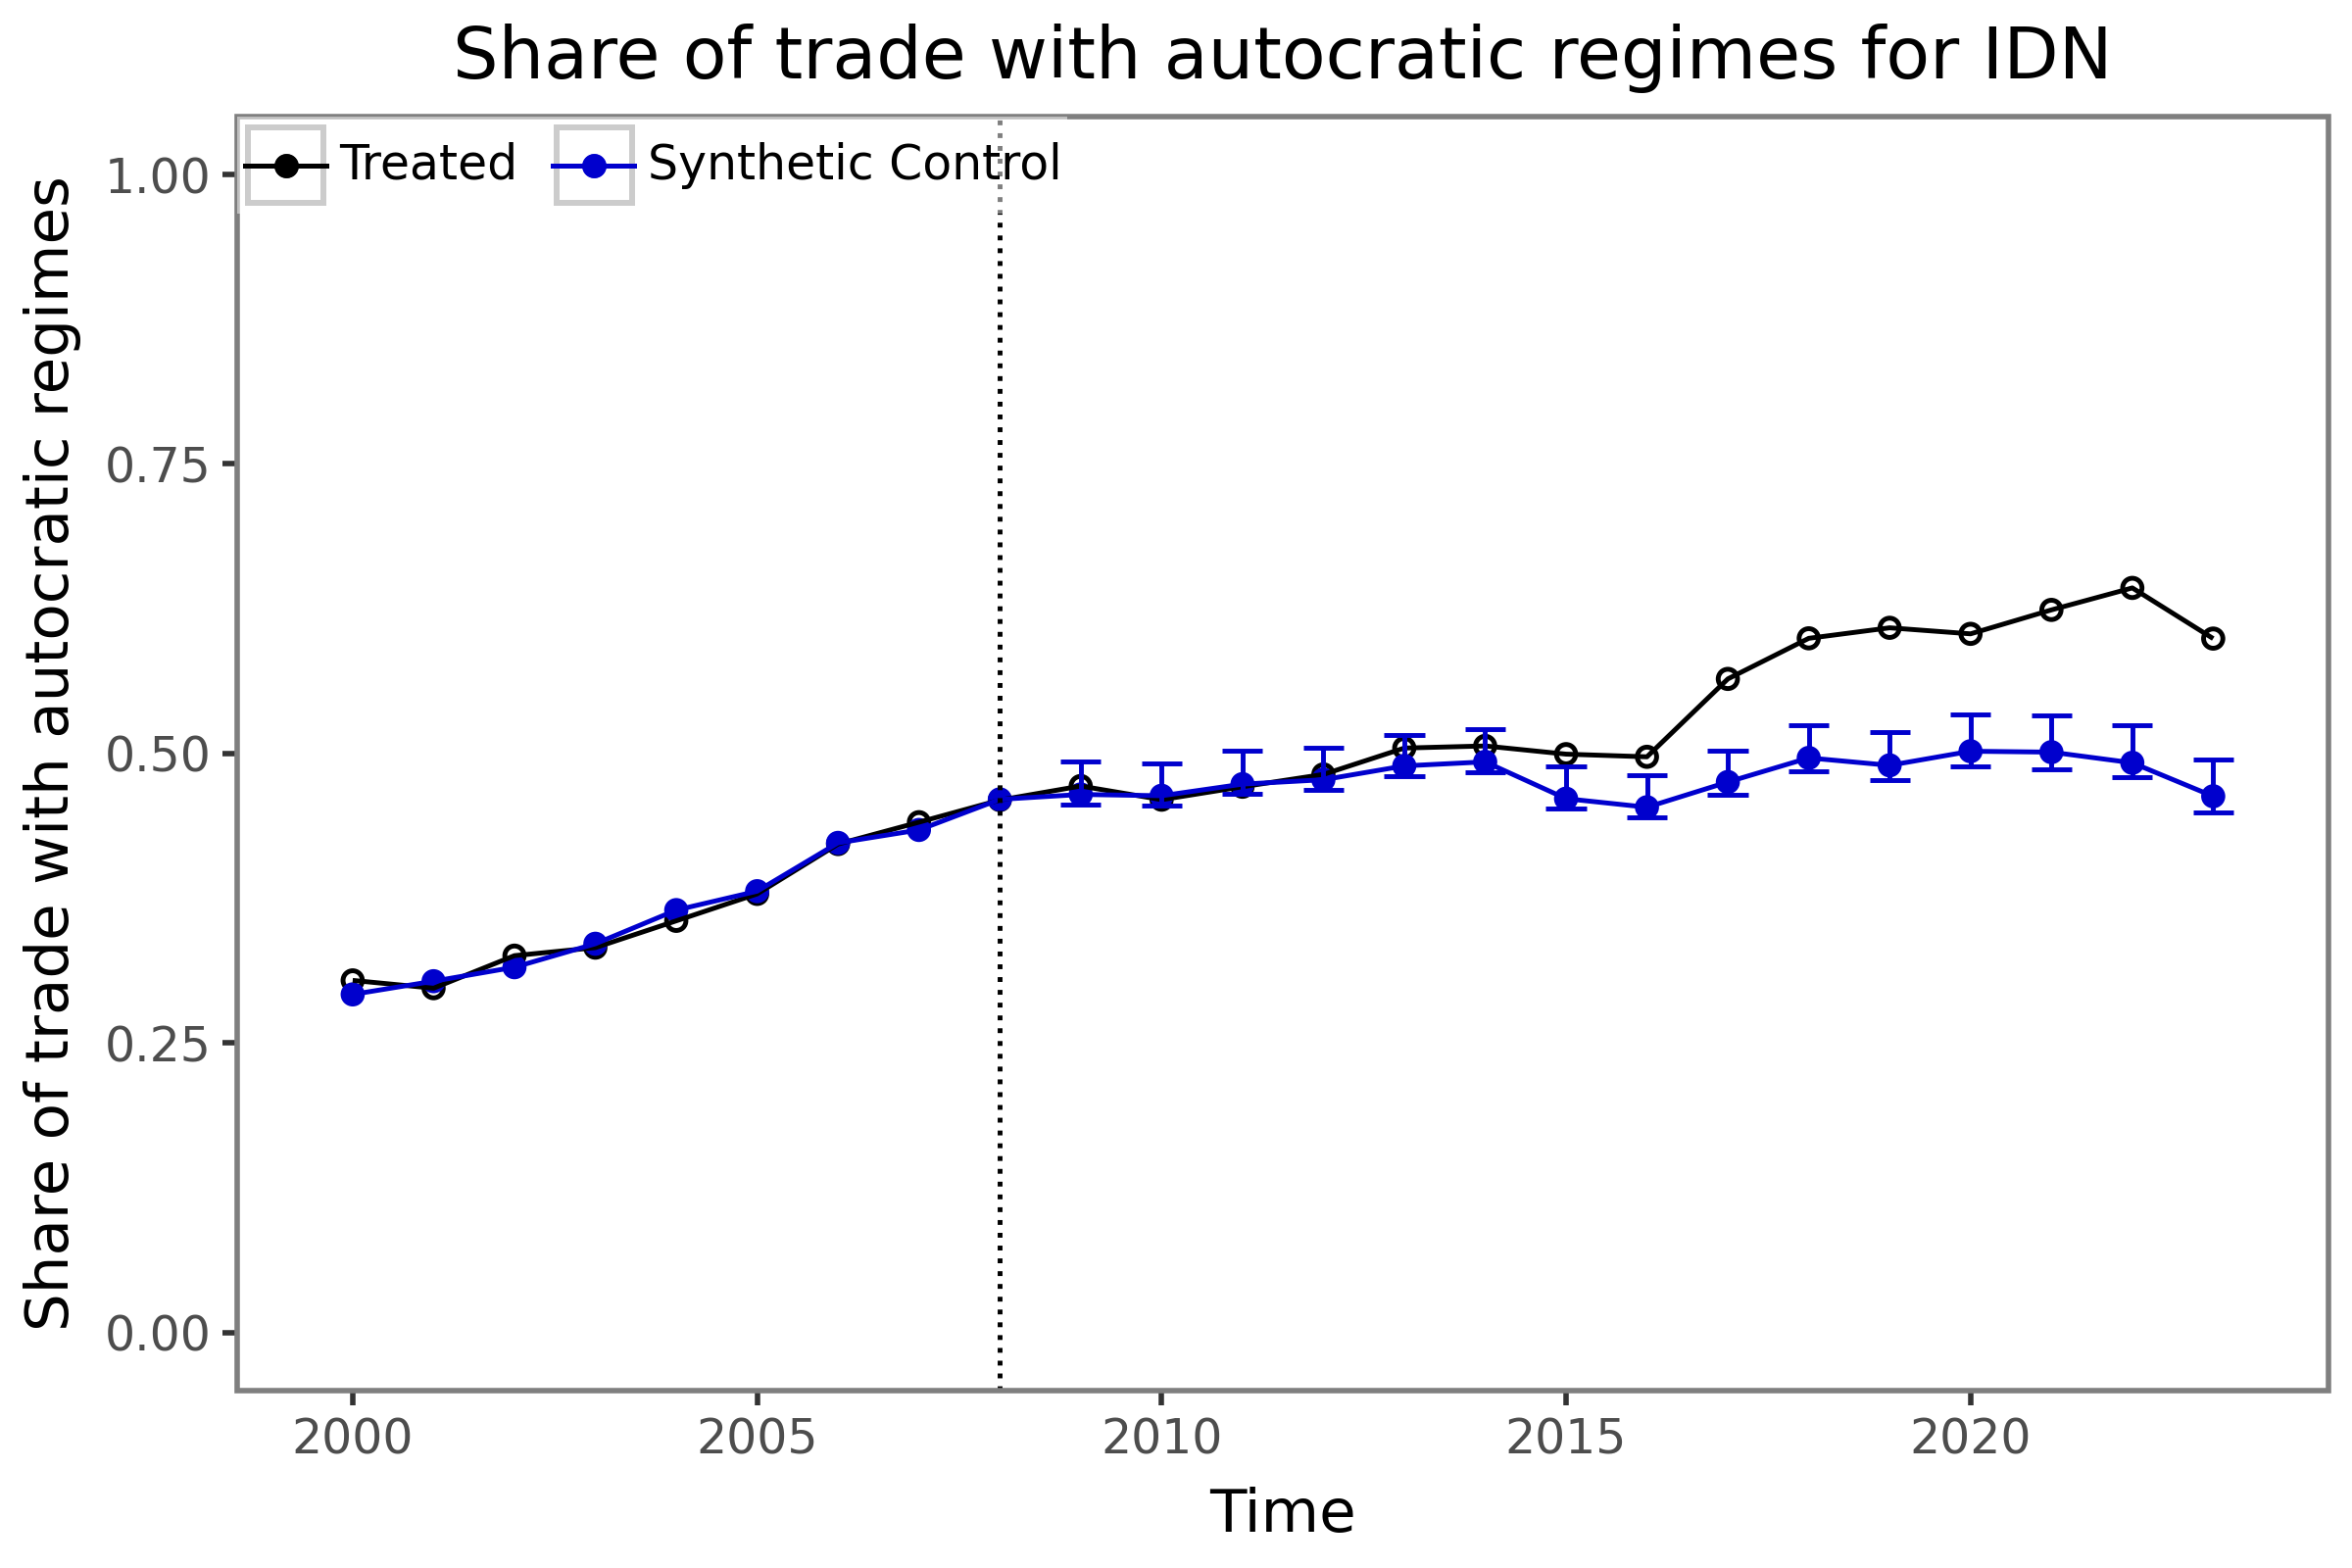 Share of trade with autocratic regimes for IDN
Treated
Synthetic Control
Share of trade with autocratic regimes
1.00
0.75
0.50
0.25
0.00
2000
2005
2010
2015
2020
Time